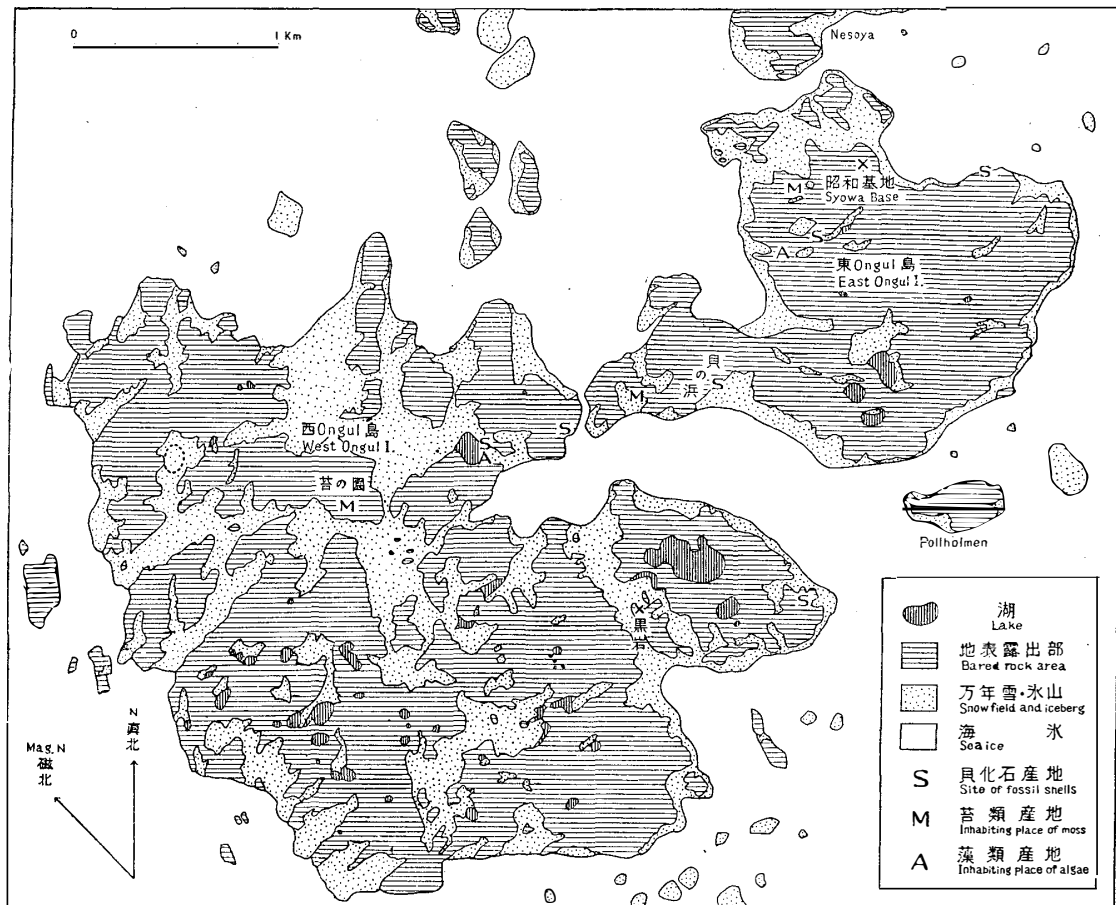 0 1 Km
Nesoya
×
S
M
昭和基地
Syowa Base
S
A
東Ongul島
East Ongul I.
貝の浜
S
M
S
西Ongul島
West Ongul I.
S
A
苔の園
M
Pollholmen
黒岩
S
N
真北
Mag. N
磁北
湖
Lake
地表露出部
Bared rock area
万年雪・氷山
Snowfield and iceberg
海氷
Sea ice
S 貝化石産地
Site of fossil shells
M 苔類産地
Inhabiting place of moss
A 藻類産地
Inhabiting place of algae